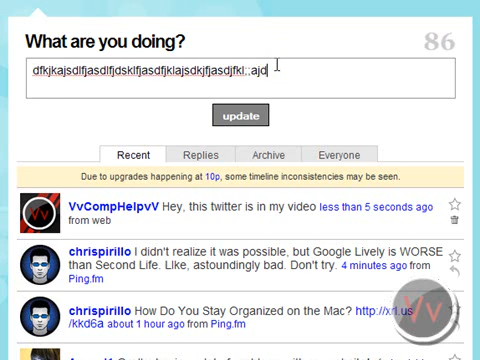 What are you doing?
86
dfkjkajsdlfjasdlfjdsklfjasdfjklajsdkjfjasdjfkl;;ajd
update
Recent Replies Archive Everyone
Due to upgrades happening at 10p, some timeline inconsistencies may be seen.
VvCompHelpvV Hey, this twitter is in my video less than 5 seconds ago
from web
chrispirillo I didn't realize it was possible, but Google Lively is WORSE
than Second Life. LIke, astoundingly bad. Don't try. 4 minutes ago from
Ping.fm
chrispirillo How Do You Stay Organized on the Mac? http://xrl.us
/kkd6a about 1 hour ago from
Ping.fm
Vv